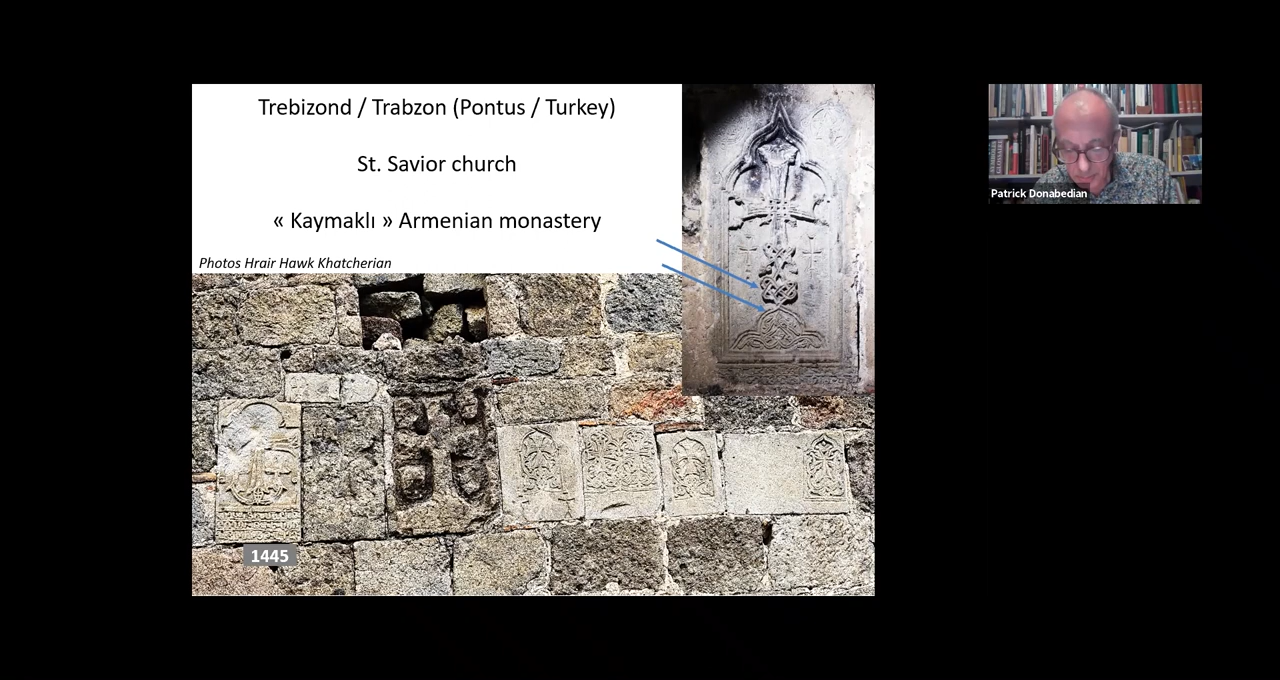 Trebizond / Trabzon (Pontus / Turkey)
St. Savior church
« Kaymaklı » Armenian monastery
Photos Hrair Hawk Khatcherian
1445
Patrick Donabedian